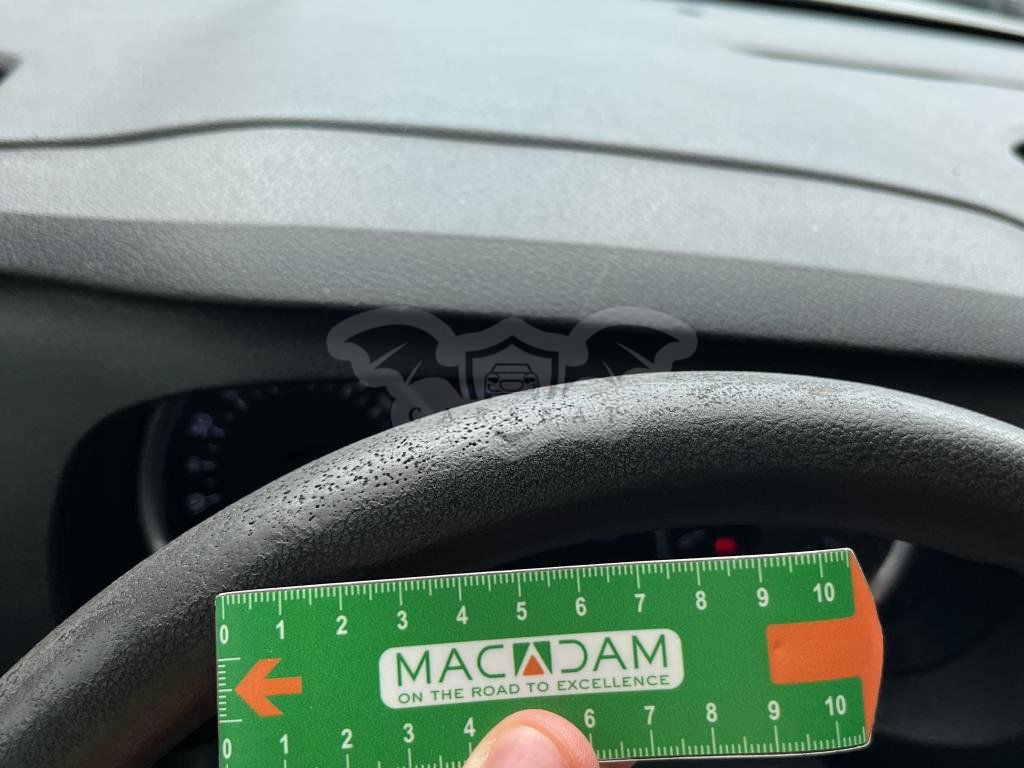 CARSWAT
0 1 2 3 4 5 6 7 8 9 10
MACADAM
ON THE ROAD TO EXCELLENCE
0 1 2 3 4 6 7 8 9 10